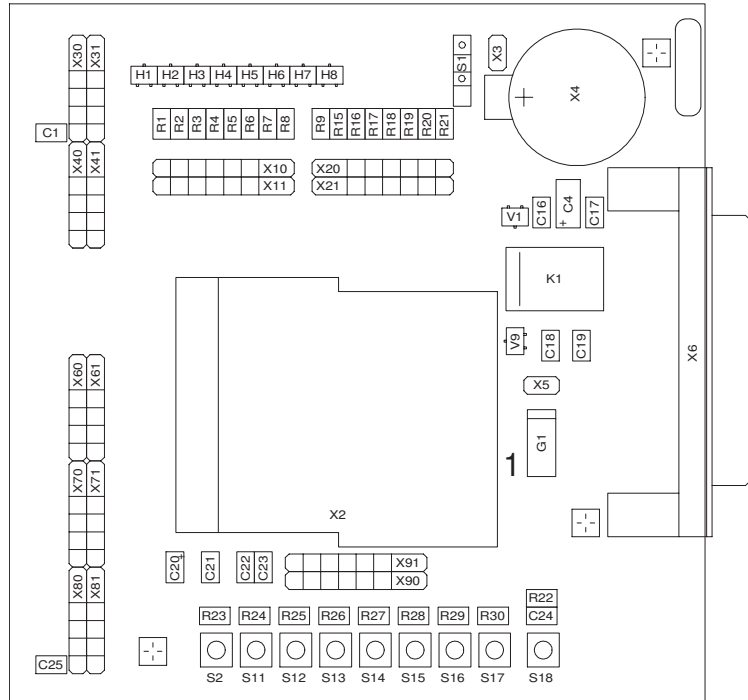 X30 X31
H1 H2 H3 H4 H5 H6 H7 H8
S1
X3
X4
C1
R1 R2 R3 R4 R5 R6 R7 R8
R9 R15 R16 R17 R18 R19 R20 R21
X40 X41
X10
X20
X11
X21
V1
C16
+ C4
C17
K1
V9
C18
C19
X6
X60 X61
X5
G1
1
X70 X71
X2
C20 +
C21
C22 C23
X91
X90
X80 X81
R22
R23 R24 R25 R26 R27 R28 R29 R30 C24
C25
S2 S11 S12 S13 S14 S15 S16 S17 S18